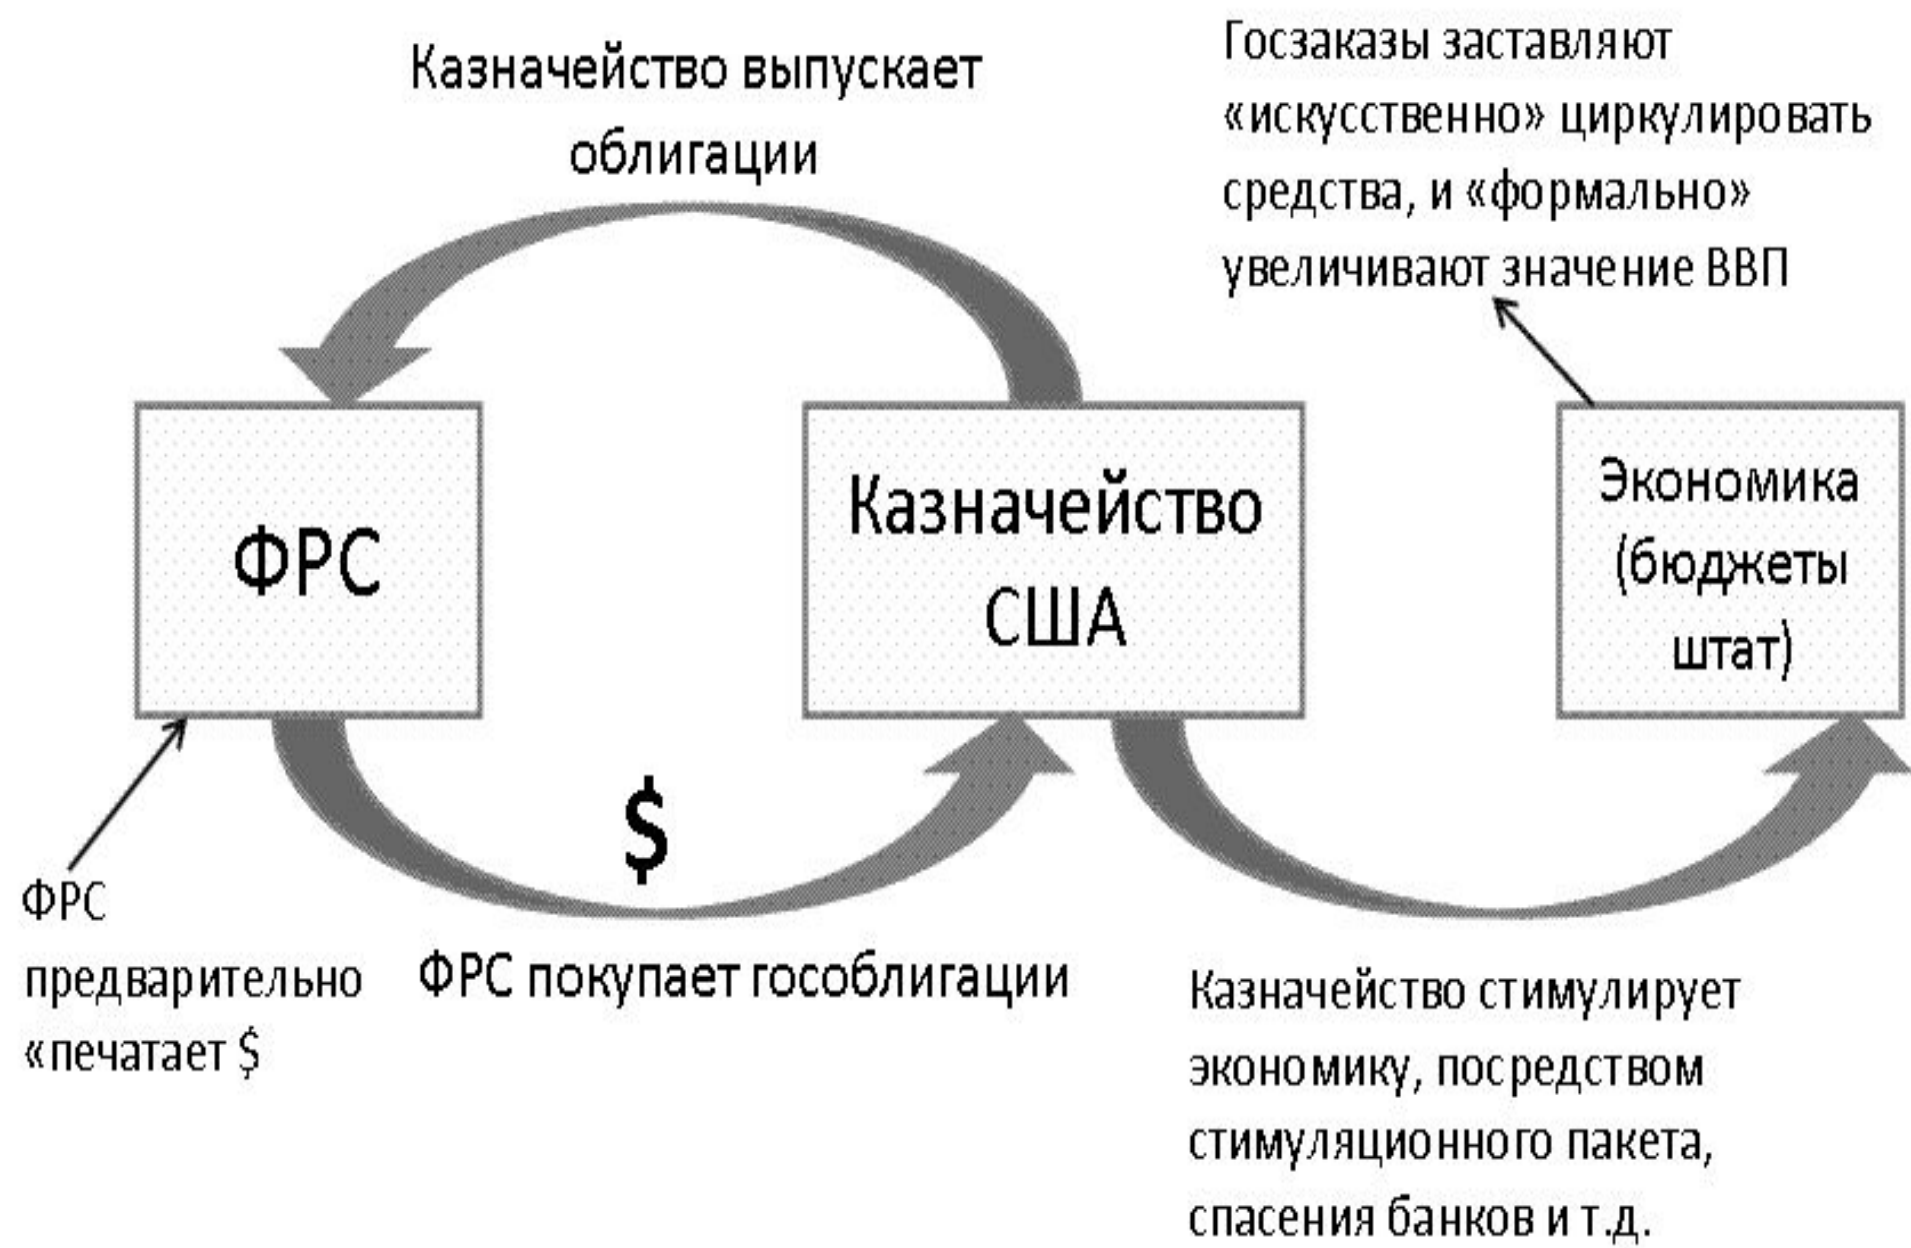 Казначейство выпускает
облигации
Госзаказы заставляют
«искусственно» циркулировать
средства, и «формально»
увеличивают значение ВВП
ФРС
Казначейство
США
Экономика
(бюджеты
штат)
$
ФРС
предварительно
«печатает $
ФРС покупает гособлигации
Казначейство стимулирует
экономику, посредством
стимуляционного пакета,
спасения банков и т.д.